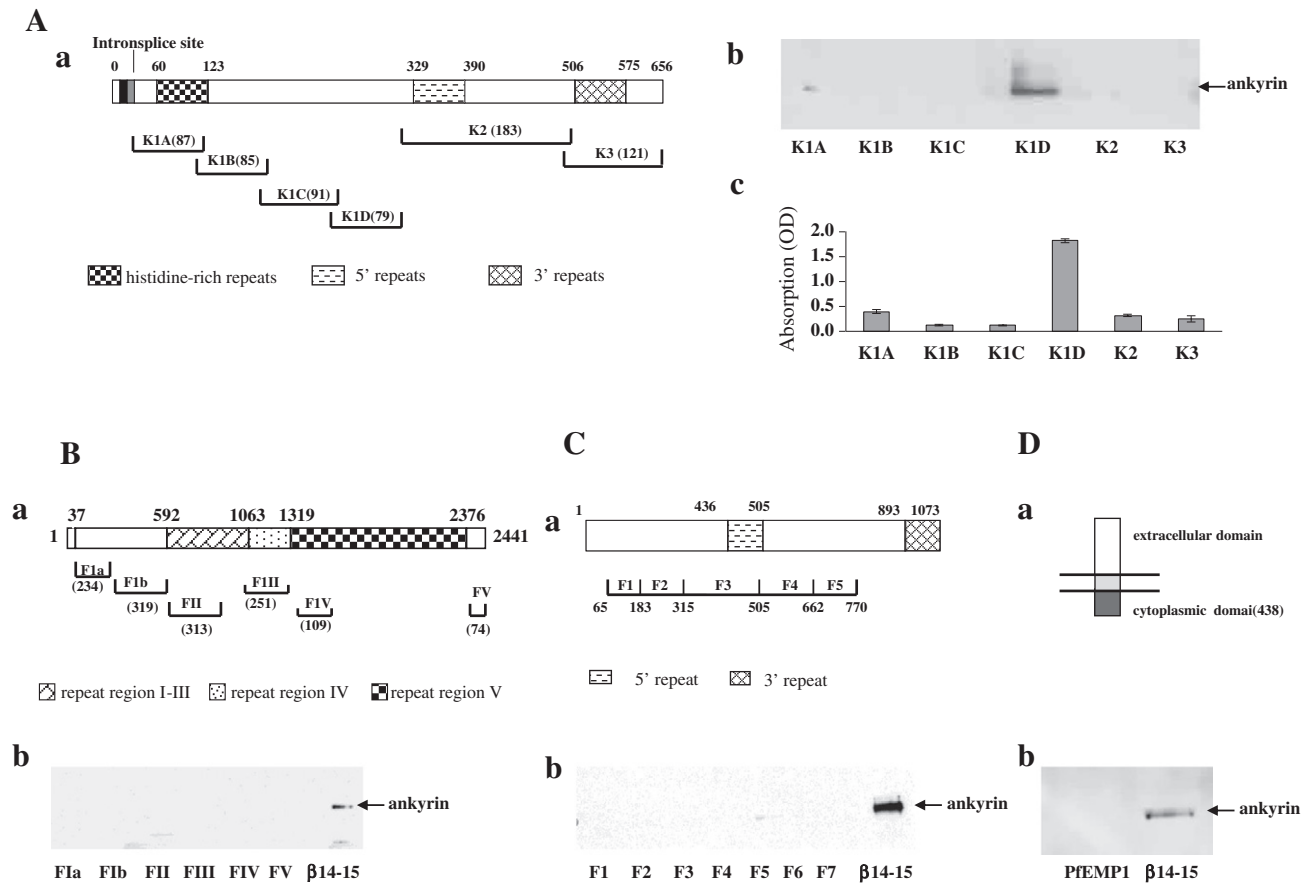 A
a
Intronsplice site
0 60 123 329 390 506 575 656
K1A(87)
K1B(85)
K1C(91)
K1D(79)
K2 (183)
K3 (121)
histidine-rich repeats
5' repeats
3' repeats
b
ankyrin
K1A K1B K1C K1D K2 K3
c
Absorption (OD)
2.0
1.5
1.0
0.5
0.0
K1A K1B K1C K1D K2 K3
B
a
37 592 1063 1319 2376
1 2441
F1a
(234)
F1b
(319)
FII
(313)
F1II
(251)
F1V
(109)
FV
(74)
repeat region I-III
repeat region IV
repeat region V
b
ankyrin
FIa FIb FII FIII FIV FV β14-15
C
a
1 436 505 893 1073
F1 F2 F3 F4 F5
65 183 315 505 662 770
5' repeat
3' repeat
b
ankyrin
F1 F2 F3 F4 F5 F6 F7 β14-15
D
a
extracellular domain
cytoplasmic domai(438)
b
ankyrin
PfEMP1 β14-15